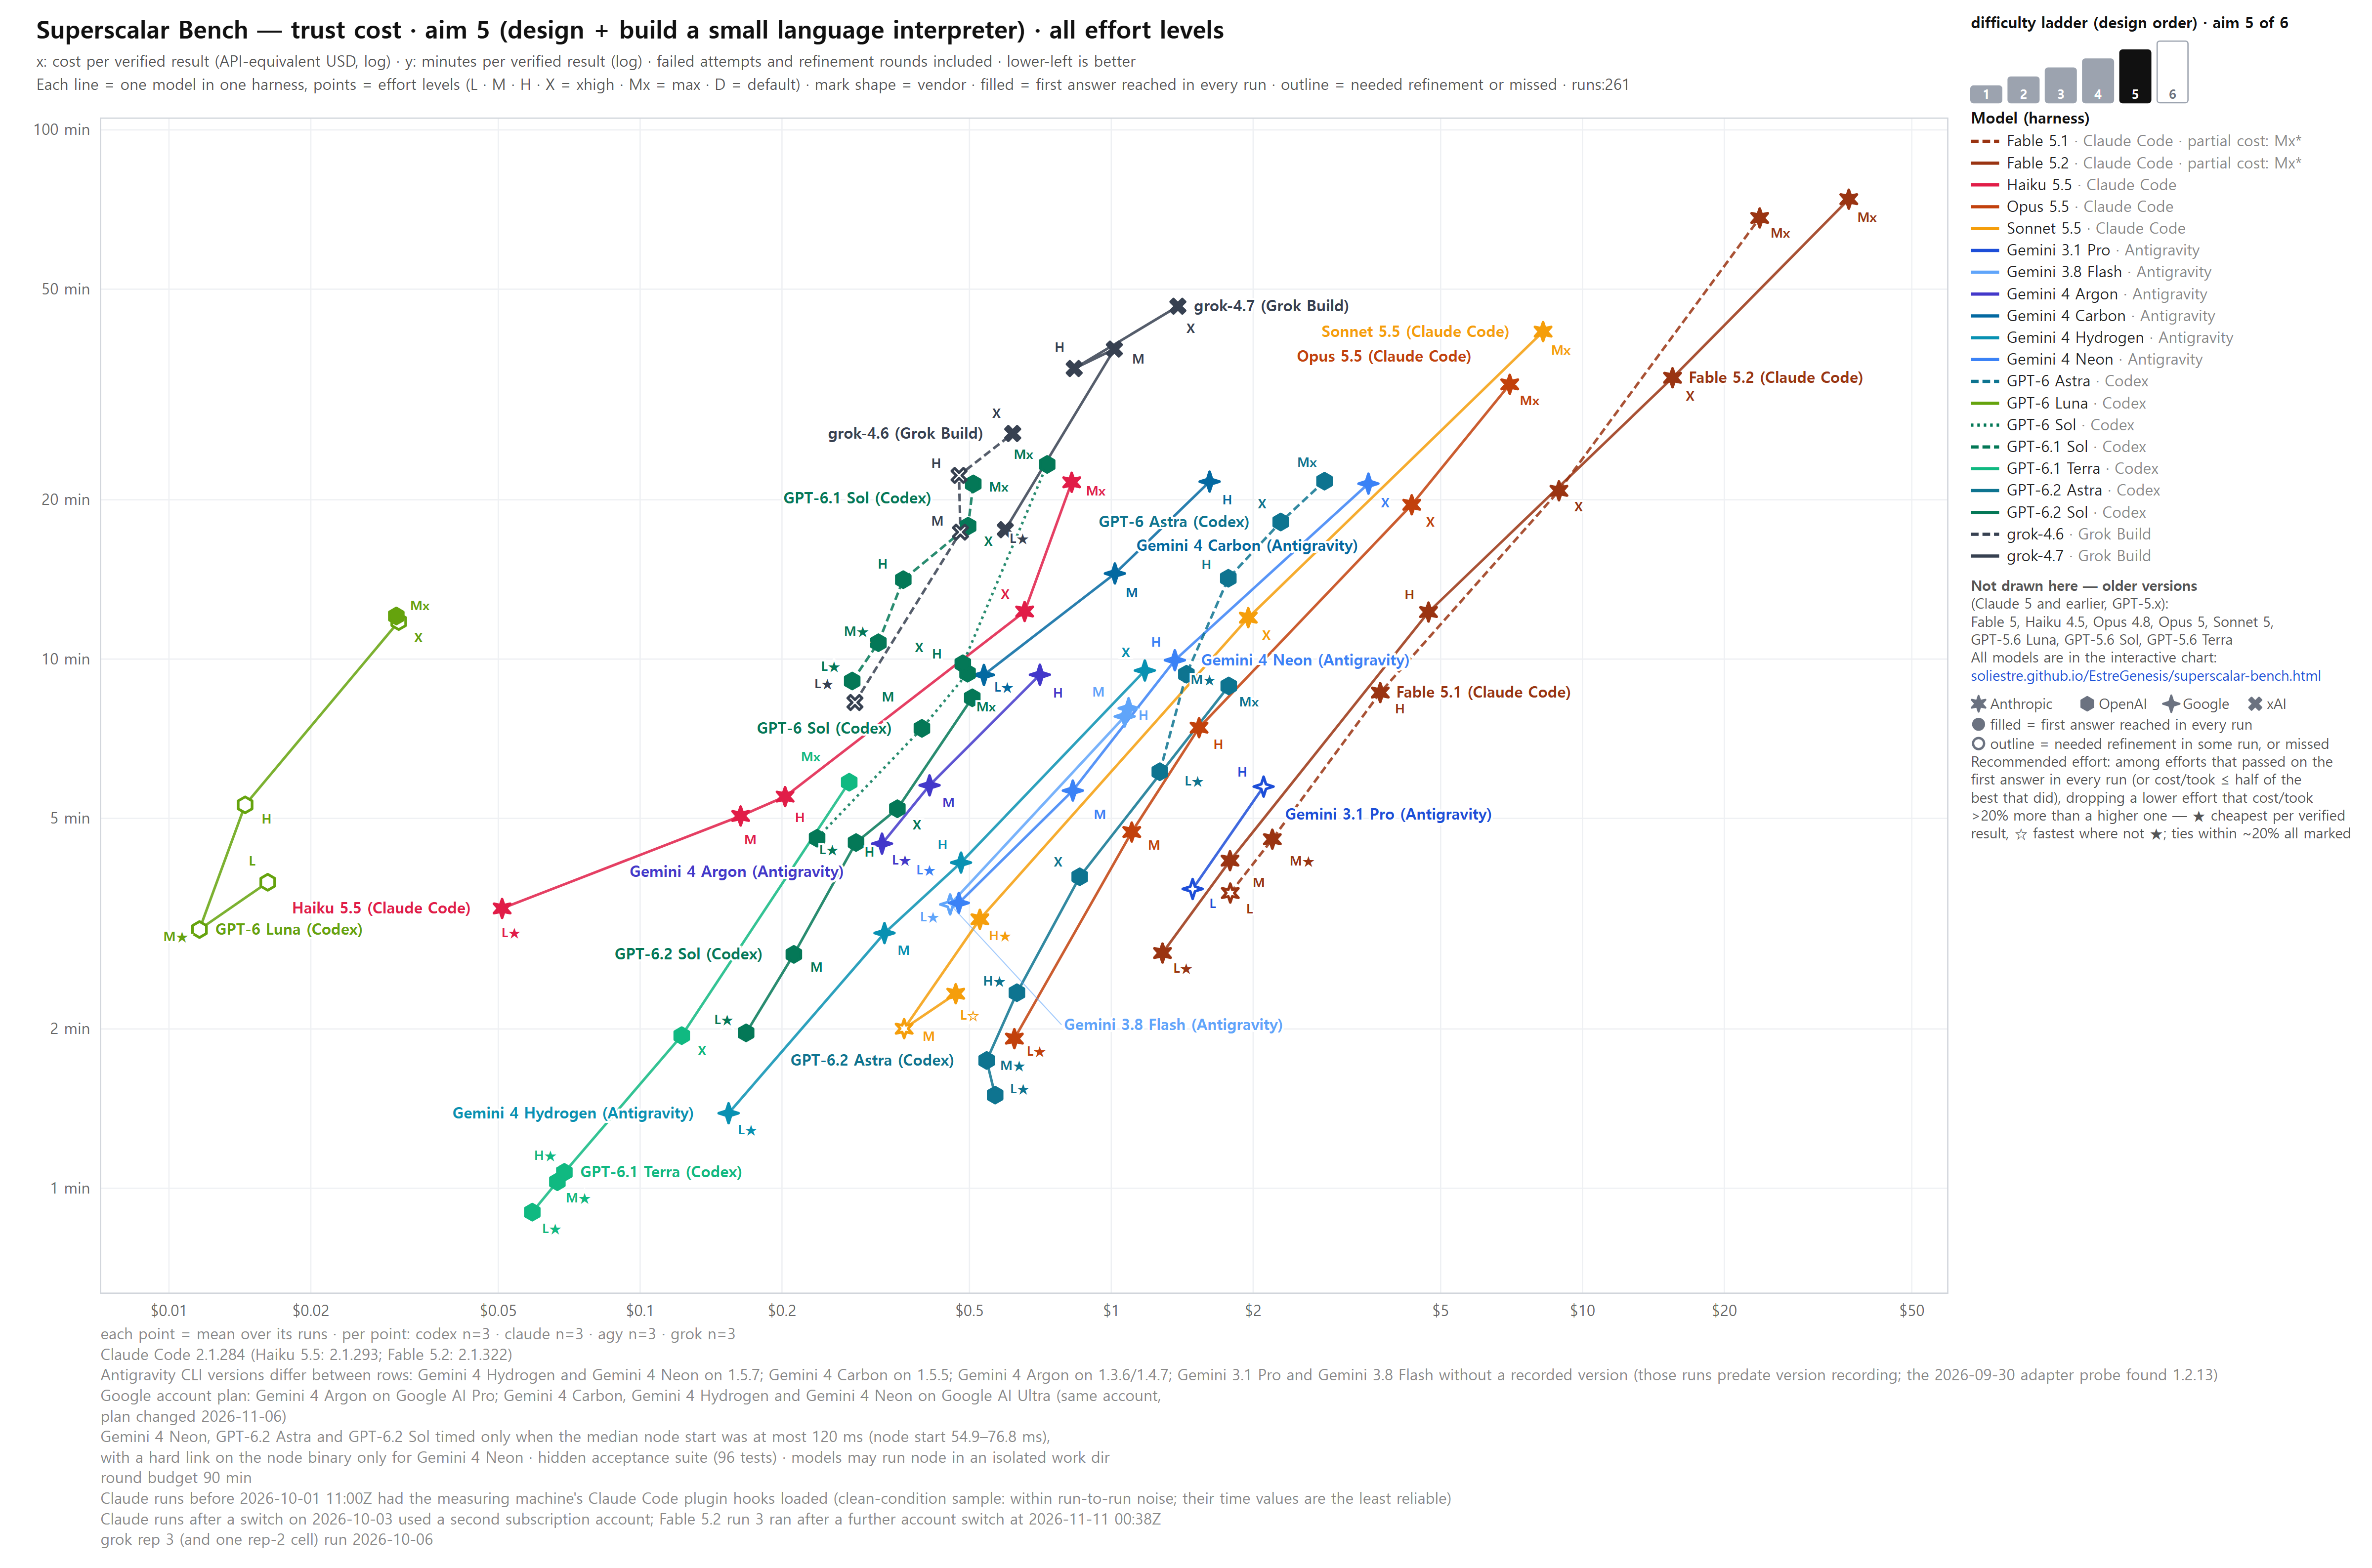 Superscalar Bench — trust cost · aim 5 (design + build a small language interpreter) · all effort levels
x: cost per verified result (API-equivalent USD, log) · y: minutes per verified result (log) · failed attempts and refinement rounds included · lower-left is better
Each line = one model in one harness, points = effort levels (L · M · H · X = xhigh · Mx = max · D = default) · mark shape = vendor · filled = first answer reached in every run · outline = needed refinement or missed · runs:261
100 min
50 min
20 min
10 min
5 min
2 min
1 min
Mx
Mx
grok-4.7 (Grok Build)
X
Sonnet 5.5 (Claude Code)
Mx
H
M
Opus 5.5 (Claude Code)
Mx
Fable 5.2 (Claude Code)
X
X
grok-4.6 (Grok Build)
Mx
H
Mx
Mx
Mx
GPT-6.1 Sol (Codex)
H
X
X
X
M
GPT-6 Astra (Codex)
X
X
L★
Gemini 4 Carbon (Antigravity)
H
H
X
M
H
Mx
X
M★
X
H
X
H
X
L★
L★
Gemini 4 Neon (Antigravity)
M★
L★
M
H
M
Mx
H
Mx
Fable 5.1 (Claude Code)
H
GPT-6 Sol (Codex)
H
Mx
L★
H
M
Gemini 3.1 Pro (Antigravity)
H
H
M
X
M
L
L★
H
L★
H
M
X
M★
Gemini 4 Argon (Antigravity)
L★
M
Haiku 5.5 (Claude Code)
L★
L
L
M★
GPT-6 Luna (Codex)
L★
H★
GPT-6.2 Sol (Codex)
M
M
L★
H★
L★
L☆
Gemini 3.8 Flash (Antigravity)
X
M
L★
GPT-6.2 Astra (Codex)
M★
L★
Gemini 4 Hydrogen (Antigravity)
L★
H★
GPT-6.1 Terra (Codex)
M★
L★
$0.01
$0.02
$0.05
$0.1
$0.2
$0.5
$1
$2
$5
$10
$20
$50
difficulty ladder (design order) · aim 5 of 6
1
2
3
4
5
6
Model (harness)
Fable 5.1 · Claude Code · partial cost: Mx*
Fable 5.2 · Claude Code · partial cost: Mx*
Haiku 5.5 · Claude Code
Opus 5.5 · Claude Code
Sonnet 5.5 · Claude Code
Gemini 3.1 Pro · Antigravity
Gemini 3.8 Flash · Antigravity
Gemini 4 Argon · Antigravity
Gemini 4 Carbon · Antigravity
Gemini 4 Hydrogen · Antigravity
Gemini 4 Neon · Antigravity
GPT-6 Astra · Codex
GPT-6 Luna · Codex
GPT-6 Sol · Codex
GPT-6.1 Sol · Codex
GPT-6.1 Terra · Codex
GPT-6.2 Astra · Codex
GPT-6.2 Sol · Codex
grok-4.6 · Grok Build
grok-4.7 · Grok Build
Not drawn here — older versions
(Claude 5 and earlier, GPT-5.x):
Fable 5, Haiku 4.5, Opus 4.8, Opus 5, Sonnet 5,
GPT-5.6 Luna, GPT-5.6 Sol, GPT-5.6 Terra
All models are in the interactive chart:
soliestre.github.io/EstreGenesis/superscalar-bench.html
Anthropic OpenAI Google xAI
filled = first answer reached in every run
outline = needed refinement in some run, or missed
Recommended effort: among efforts that passed on the
first answer in every run (or cost/took ≤ half of the
best that did), dropping a lower effort that cost/took
>20% more than a higher one — ★ cheapest per verified
result, ☆ fastest where not ★; ties within ~20% all marked
each point = mean over its runs · per point: codex n=3 · claude n=3 · agy n=3 · grok n=3
Claude Code 2.1.284 (Haiku 5.5: 2.1.293; Fable 5.2: 2.1.322)
Antigravity CLI versions differ between rows: Gemini 4 Hydrogen and Gemini 4 Neon on 1.5.7; Gemini 4 Carbon on 1.5.5; Gemini 4 Argon on 1.3.6/1.4.7; Gemini 3.1 Pro and Gemini 3.8 Flash without a recorded version (those runs predate version recording; the 2026-09-30 adapter probe found 1.2.13)
Google account plan: Gemini 4 Argon on Google AI Pro; Gemini 4 Carbon, Gemini 4 Hydrogen and Gemini 4 Neon on Google AI Ultra (same account,
plan changed 2026-11-06)
Gemini 4 Neon, GPT-6.2 Astra and GPT-6.2 Sol timed only when the median node start was at most 120 ms (node start 54.9–76.8 ms),
with a hard link on the node binary only for Gemini 4 Neon · hidden acceptance suite (96 tests) · models may run node in an isolated work dir
round budget 90 min
Claude runs before 2026-10-01 11:00Z had the measuring machine's Claude Code plugin hooks loaded (clean-condition sample: within run-to-run noise; their time values are the least reliable)
Claude runs after a switch on 2026-10-03 used a second subscription account; Fable 5.2 run 3 ran after a further account switch at 2026-11-11 00:38Z
grok rep 3 (and one rep-2 cell) run 2026-10-06